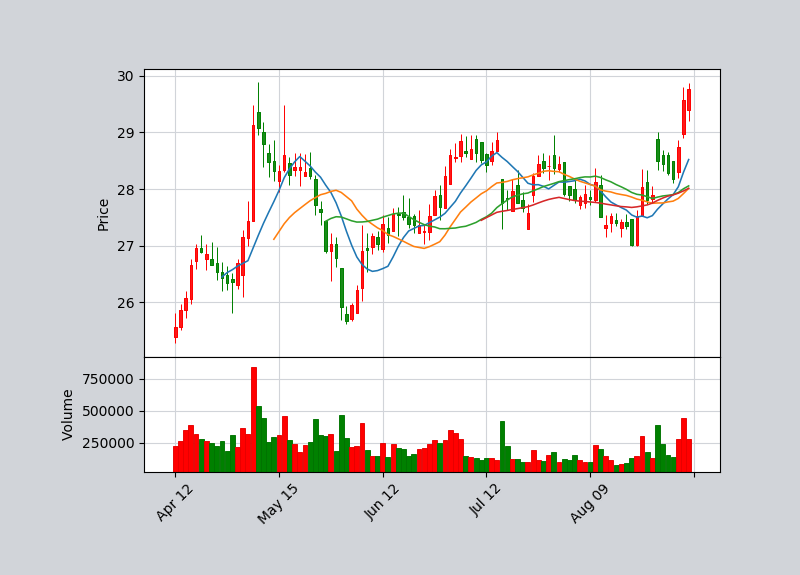 30
29
28
27
26
Price
750000
500000
250000
Volume
Apr 12
May 15
Jun 12
Jul 12
Aug 09